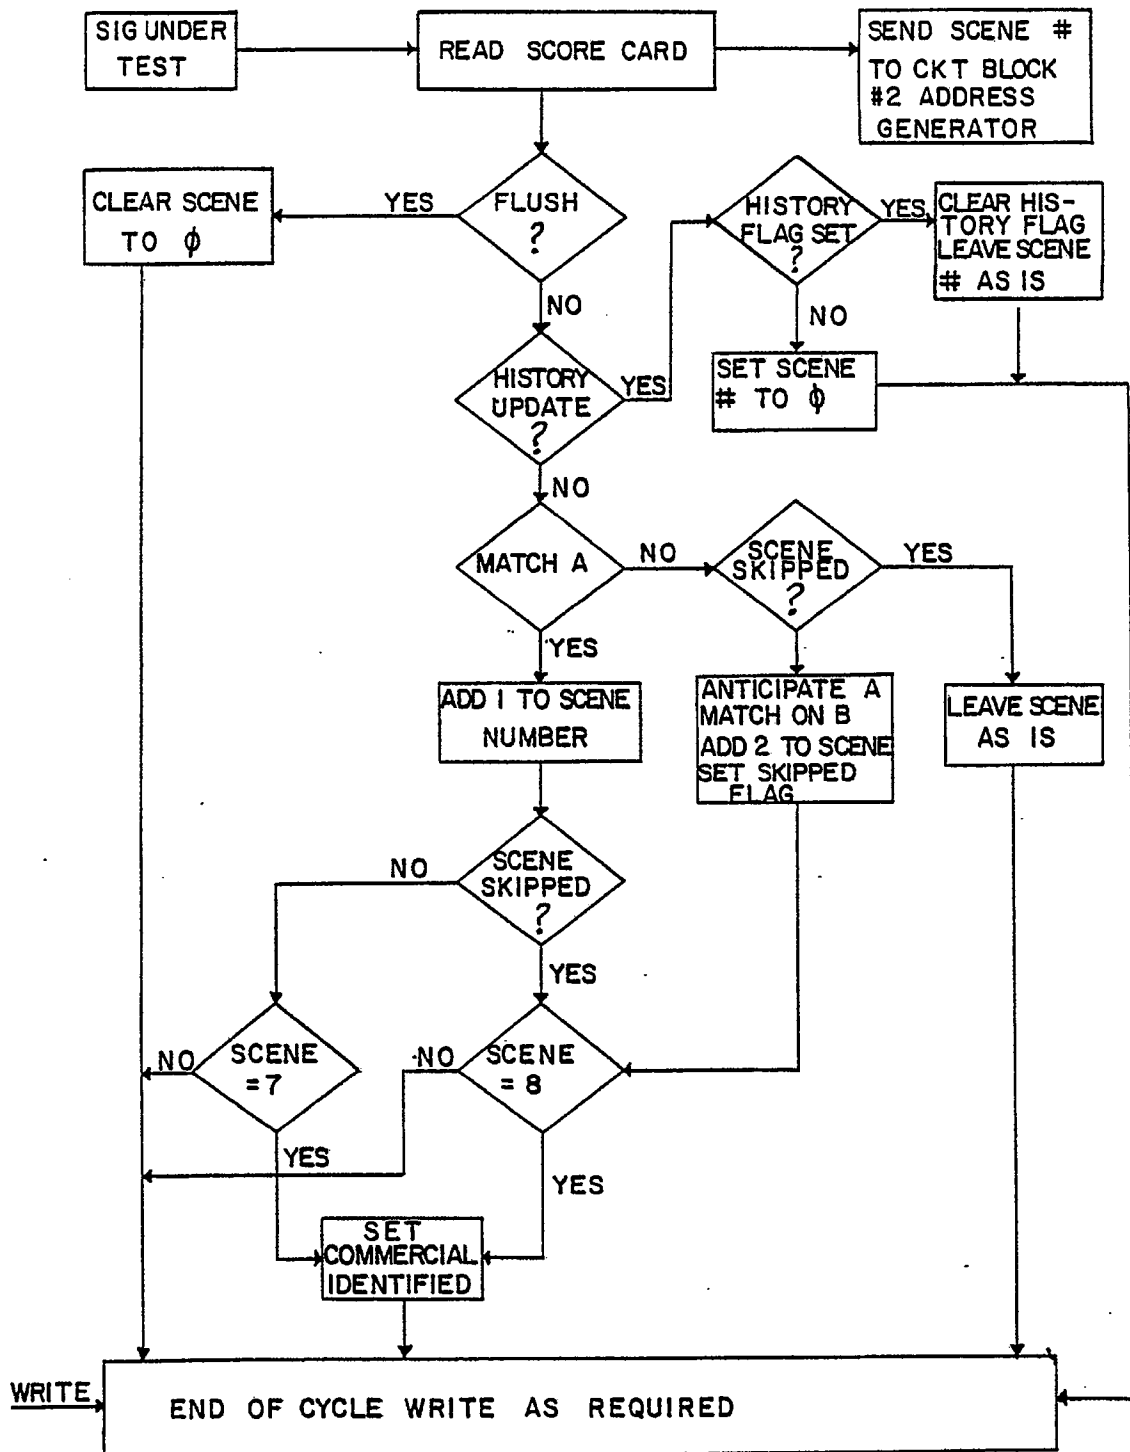 SIG UNDER
TEST
READ SCORE CARD
SEND SCENE #
TO CKT BLOCK
#2 ADDRESS
GENERATOR
CLEAR SCENE
TO ϕ
YES
FLUSH
?
NO
HISTORY
FLAG SET
?
YES
CLEAR HIS-
TORY FLAG
LEAVE SCENE
# AS IS
NO
HISTORY
UPDATE
?
YES
SET SCENE
# TO ϕ
NO
MATCH A
NO
SCENE
SKIPPED
?
YES
YES
ADD 1 TO SCENE
NUMBER
ANTICIPATE A
MATCH ON B
ADD 2 TO SCENE
SET SKIPPED
FLAG
LEAVE SCENE
AS IS
NO
SCENE
SKIPPED
?
YES
NO
SCENE
=7
NO
SCENE
=8
YES
YES
SET
COMMERCIAL
IDENTIFIED
WRITE
END OF CYCLE WRITE AS REQUIRED